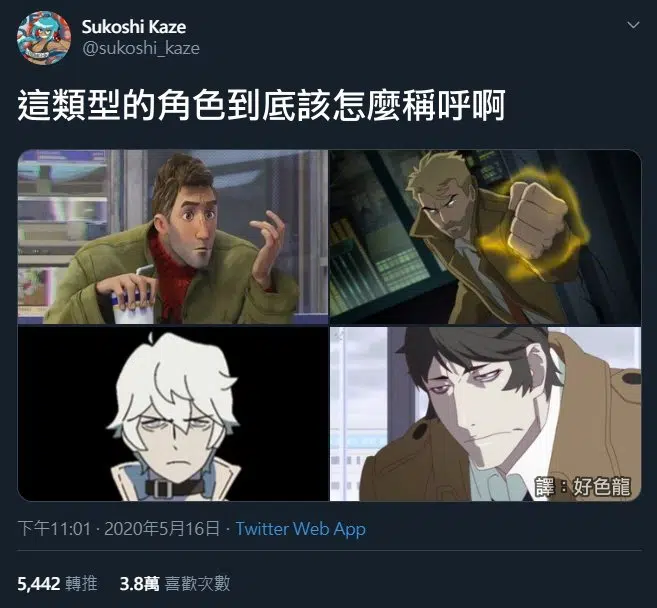 Sukoshi Kaze
@sukoshi_kaze
這類型的角色到底該怎麼稱呼啊
譯：好色龍
下午11:01 · 2020年5月16日 · Twitter Web App
5,442 轉推 3.8萬 喜歡次數